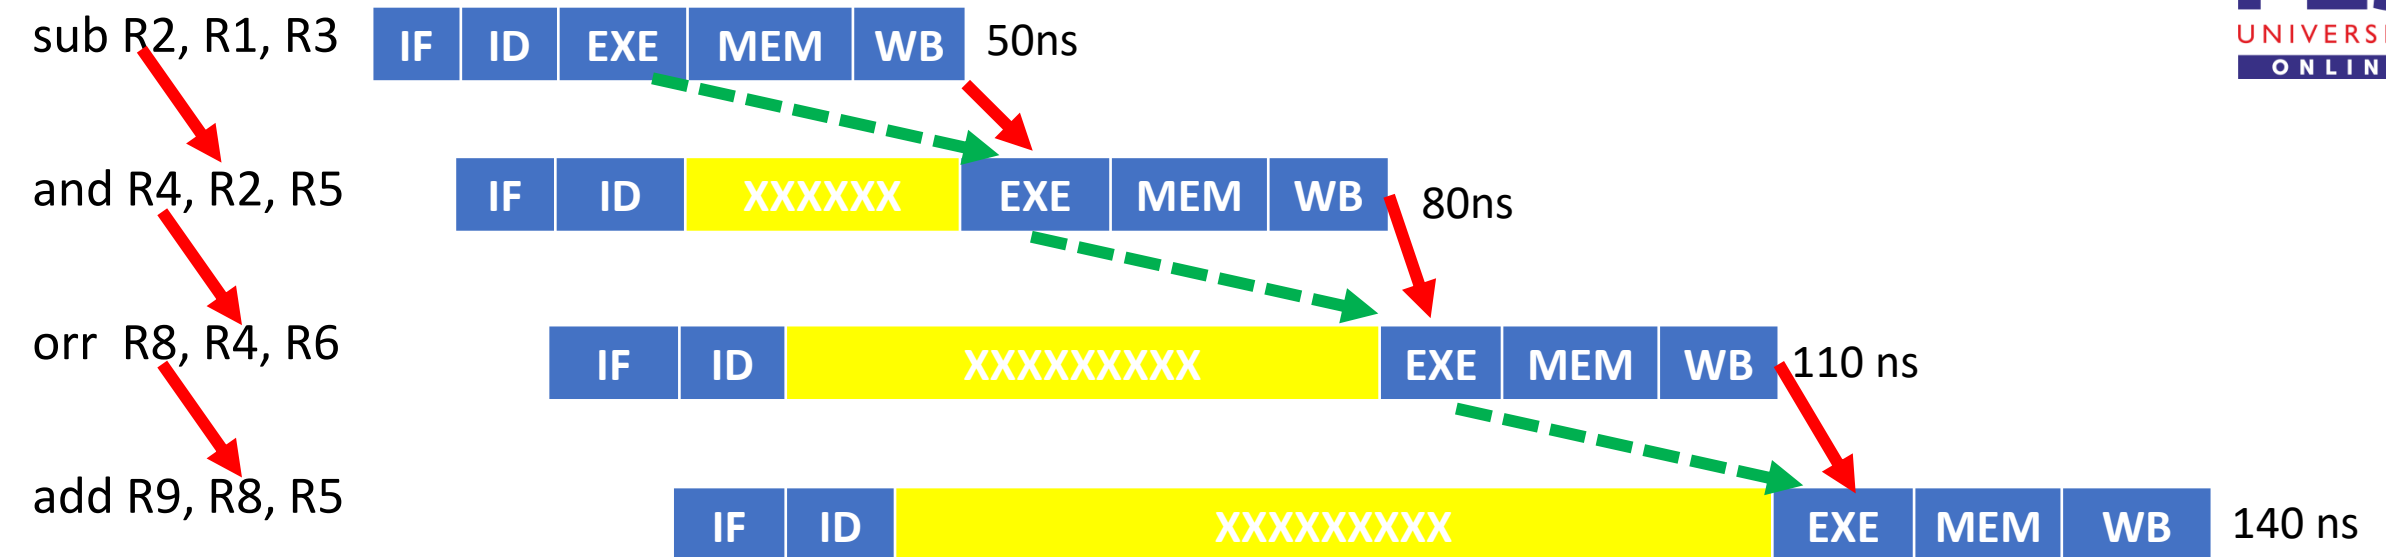 sub R2, R1, R3 IF ID EXE MEM WB 50ns
UNIVERSI
ONLIN
and R4, R2, R5 IF ID XXXXXX EXE MEM WB 80ns
orr R8, R4, R6 IF ID XXXXXXXXX EXE MEM WB 110 ns
add R9, R8, R5 IF ID XXXXXXXXX EXE MEM WB 140 ns